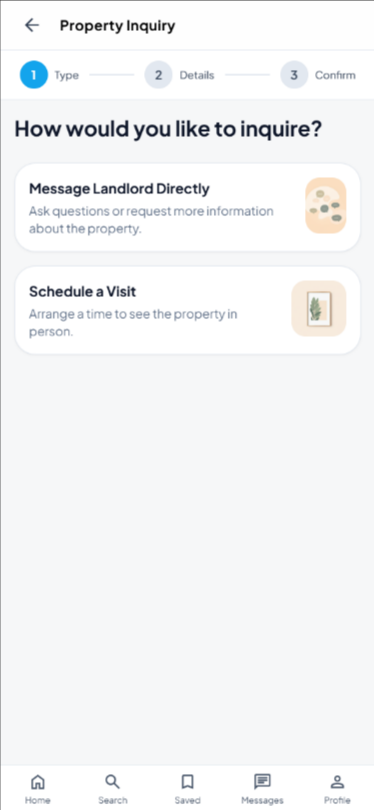 Property Inquiry
1 Type 2 Details 3 Confirm
How would you like to inquire?
Message Landlord Directly
Ask questions or request more information
about the property.
Schedule a Visit
Arrange a time to see the property in
person.
Home Search Saved Messages Profile